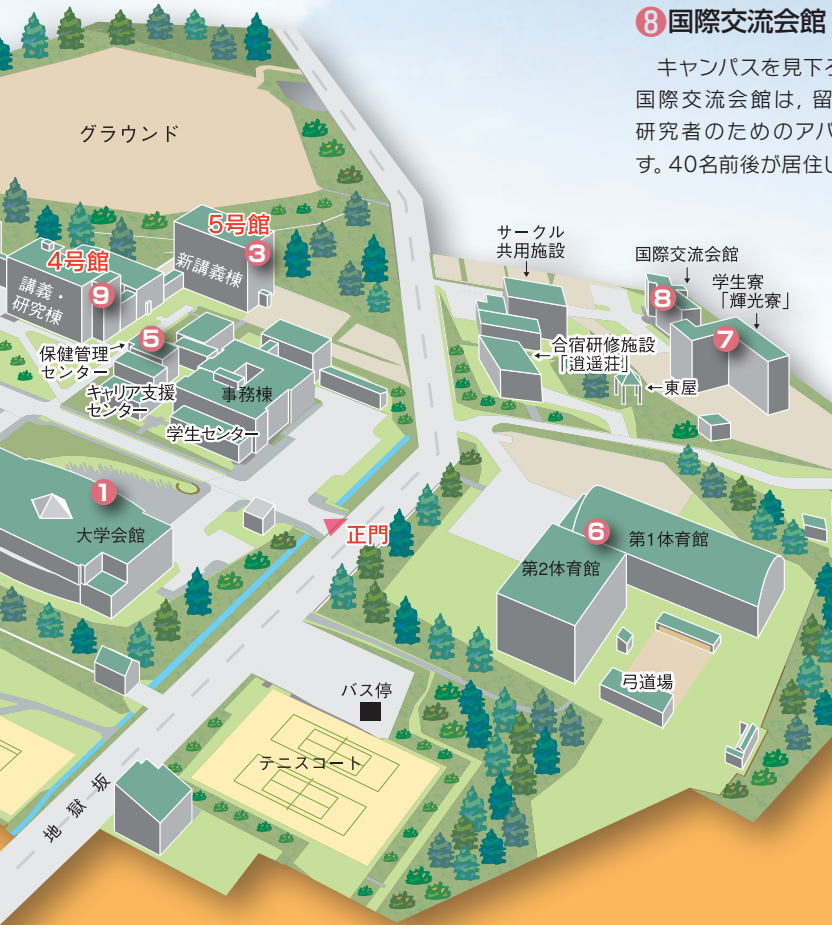 ❽国際交流会館
キャンパスを見下ろ
国際交流会館は, 留
研究者のためのアパ
す。40名前後が居住し
グラウンド
5号館
3
新講義棟
4号館
9
講義・
研究棟
サークル
共用施設
国際交流会館
8
学生寮
「輝光寮」
7
5
保健管理
センター
キャリア支援
センター
事務棟
学生センター
合宿研修施設
「逍遥荘」
東屋
1
大学会館
正門
6
第1体育館
第2体育館
弓道場
バス停
テニスコート
地獄坂